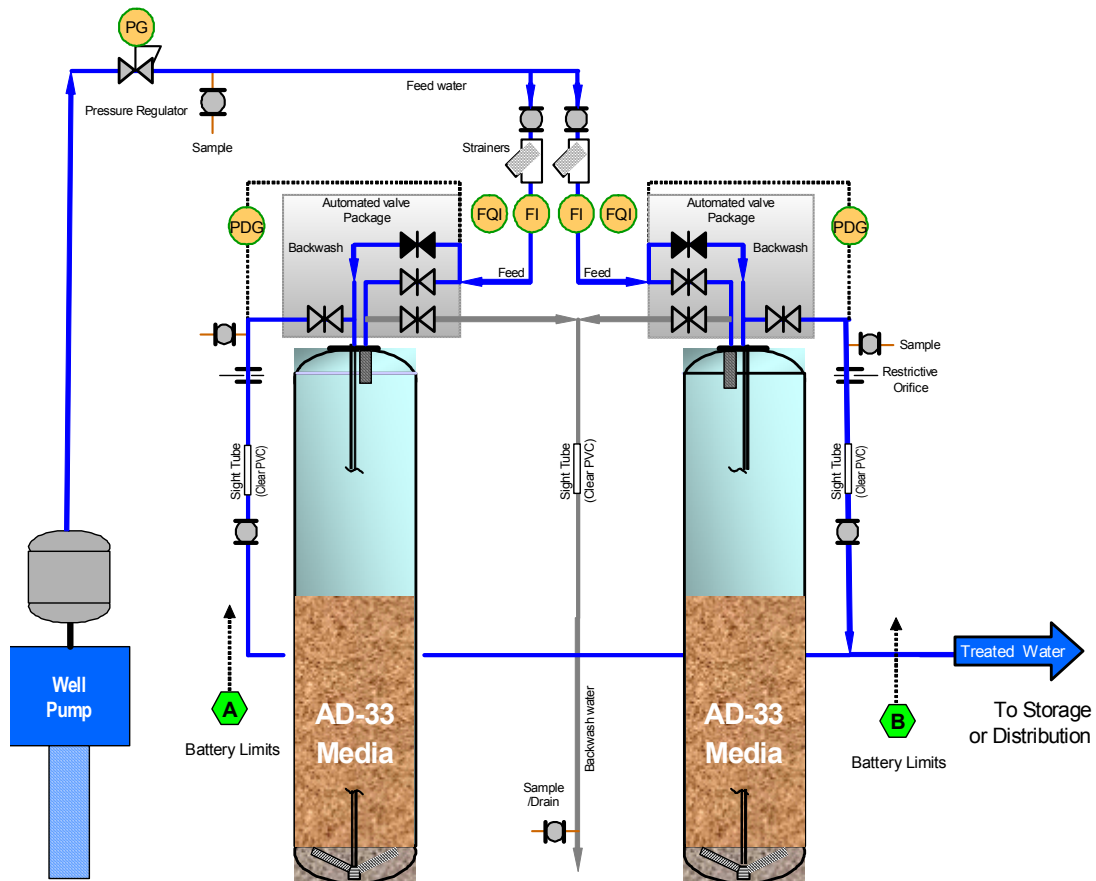 PG
Feed water
Pressure Regulator
Sample
Strainers
Automated valve
Package
FQI
FI
FI
FQI
Automated valve
Package
PDG
PDG
Backwash
Backwash
Feed
Feed
Sample
Restrictive
Orifice
Sight Tube
(Clear PVC)
Sight Tube
(Clear PVC)
Sight Tube
(Clear PVC)
Well
Pump
A
Battery Limits
AD-33
Media
Backwash water
AD-33
Media
B
Battery Limits
Treated Water
To Storage
or Distribution
Sample
/Drain